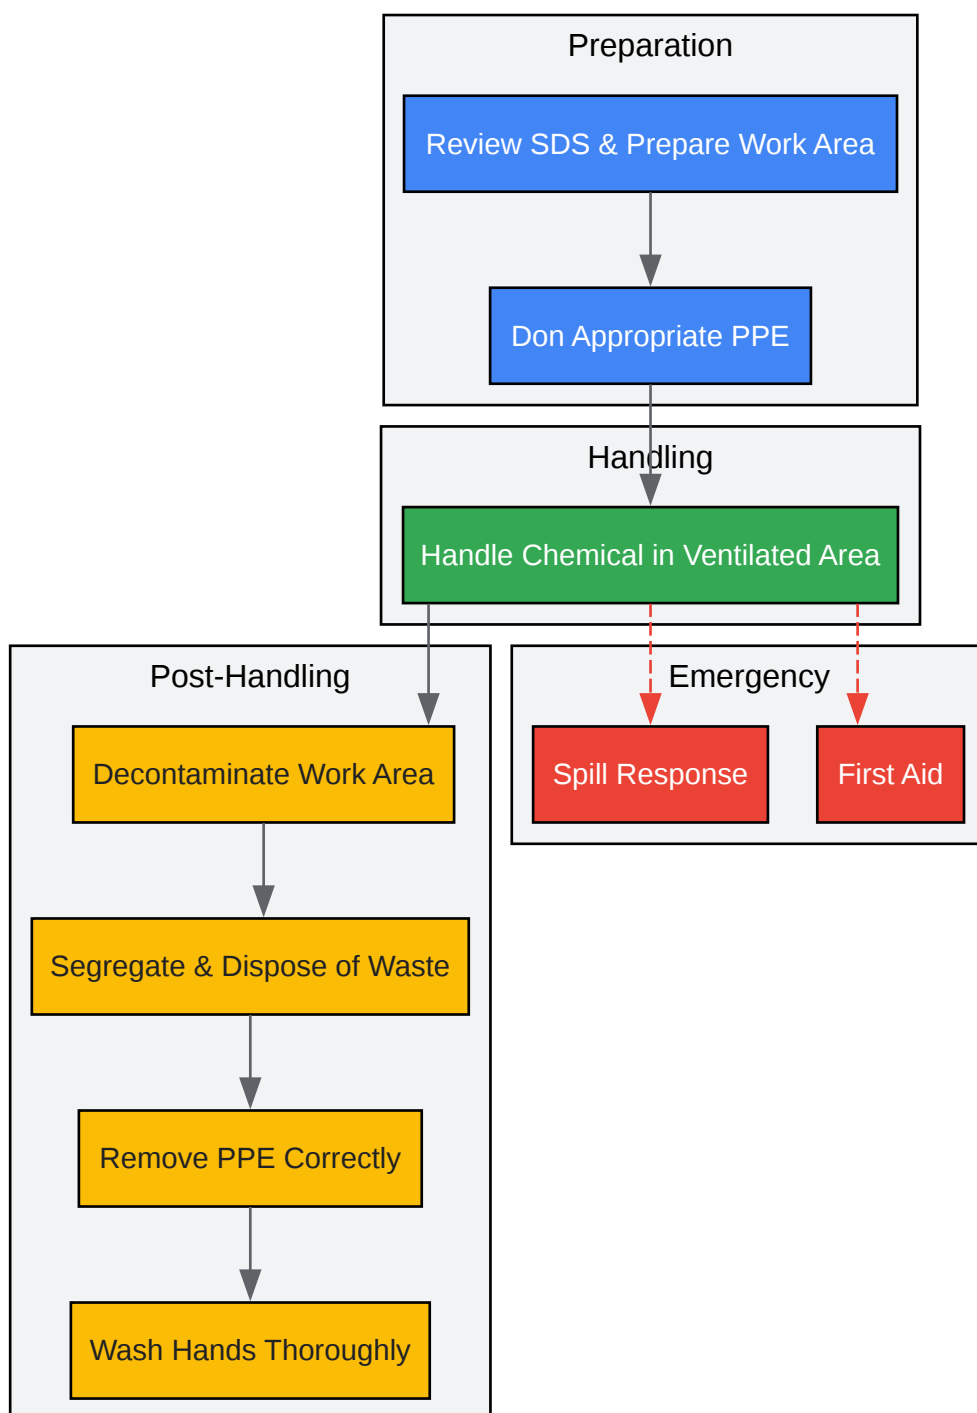 Preparation
Review SDS & Prepare Work Area
Don Appropriate PPE
Handling
Handle Chemical in Ventilated Area
Post-Handling
Decontaminate Work Area
Segregate & Dispose of Waste
Remove PPE Correctly
Wash Hands Thoroughly
Emergency
Spill Response
First Aid